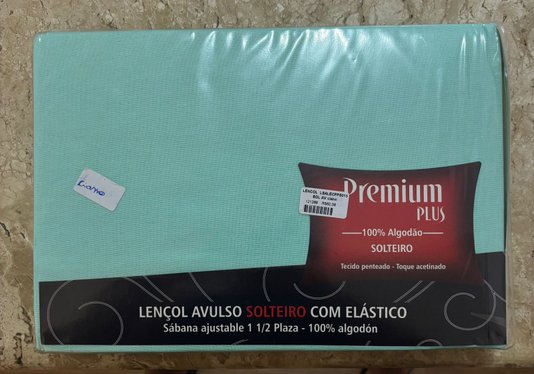 Premium
PLUS
100% Algodão
SOLTEIRO
Tecido penteado - Toque acetinado
LENÇOL AVULSO SOLTEIRO COM ELÁSTICO
Sábana ajustable 1 1/2 Plaza - 100% algodón